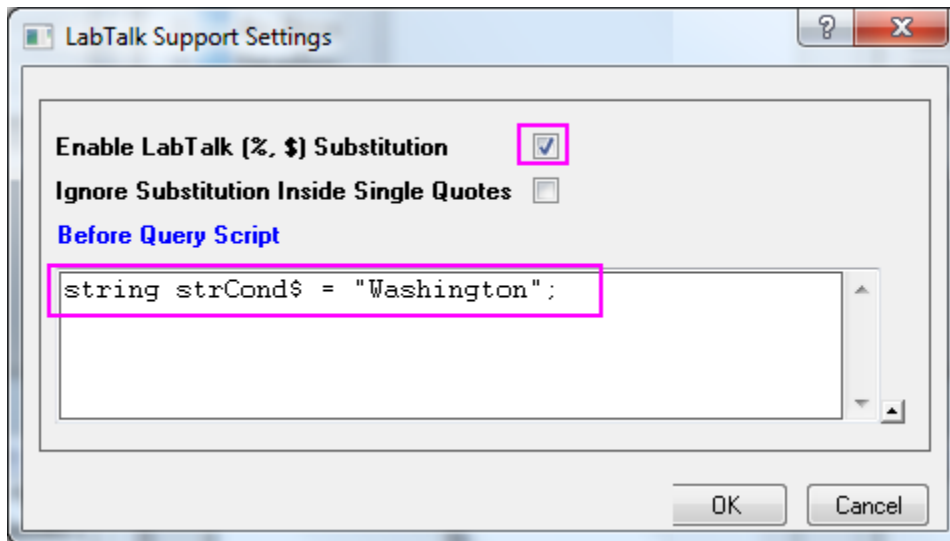 LabTalk Support Settings
Enable LabTalk (%, $) Substitution
Ignore Substitution Inside Single Quotes
Before Query Script
string strCond$ = "Washington";
OK Cancel